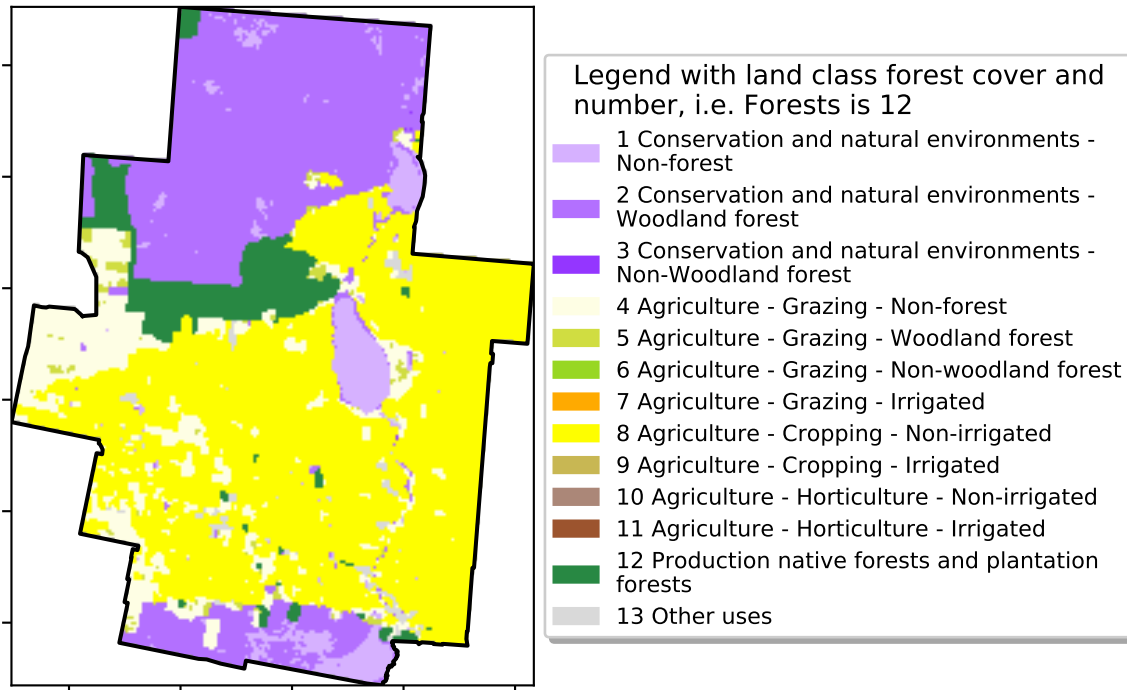 Legend with land class forest cover and
number, i.e. Forests is 12
1 Conservation and natural environments -
Non-forest
2 Conservation and natural environments -
Woodland forest
3 Conservation and natural environments -
Non-Woodland forest
4 Agriculture - Grazing - Non-forest
5 Agriculture - Grazing - Woodland forest
6 Agriculture - Grazing - Non-woodland forest
7 Agriculture - Grazing - Irrigated
8 Agriculture - Cropping - Non-irrigated
9 Agriculture - Cropping - Irrigated
10 Agriculture - Horticulture - Non-irrigated
11 Agriculture - Horticulture - Irrigated
12 Production native forests and plantation
forests
13 Other uses